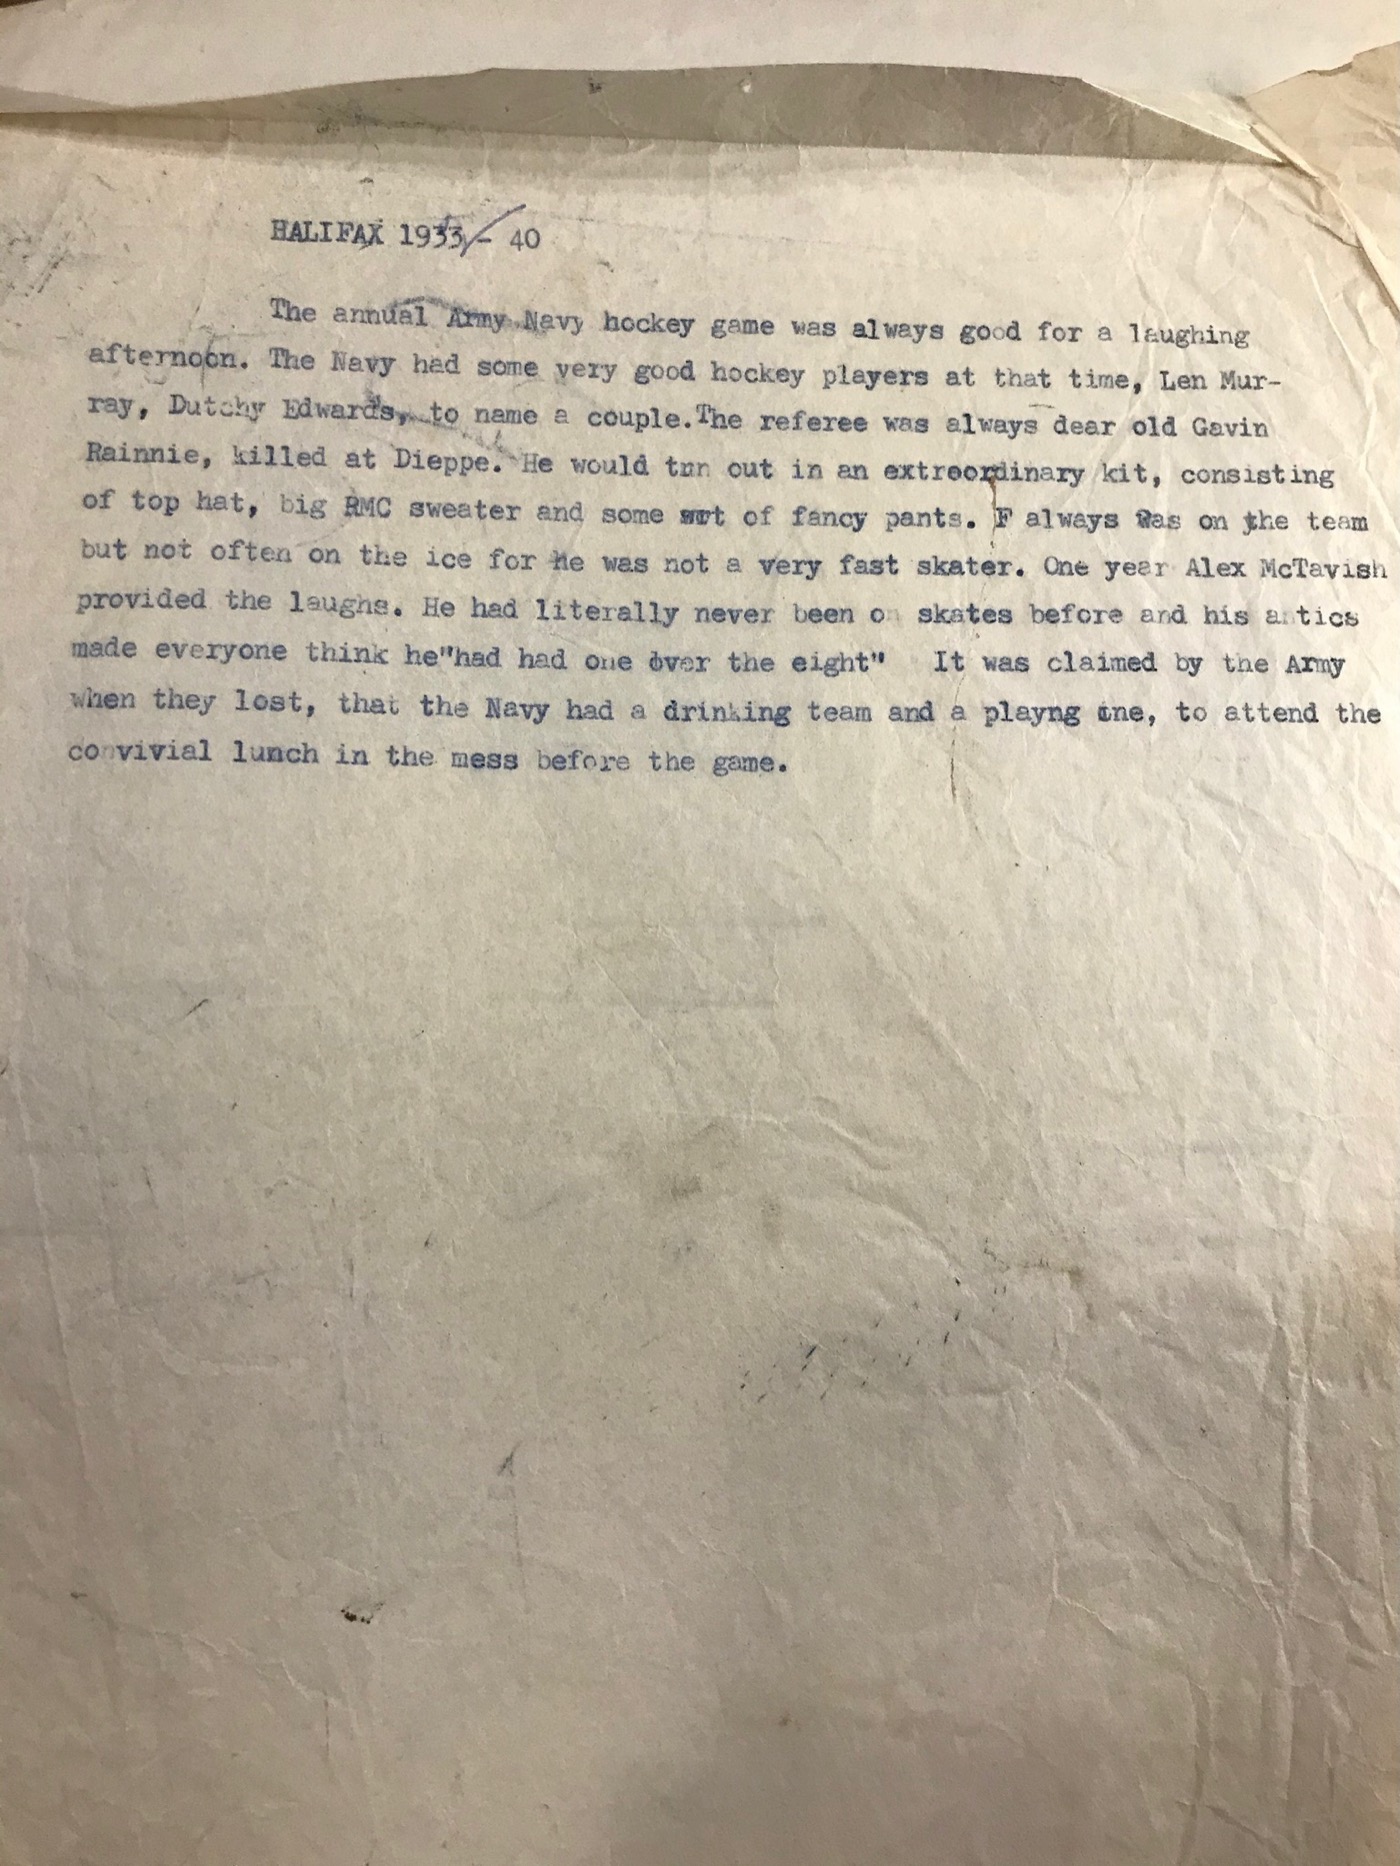 HALIFAX 1933/- 40
The annual Army Navy hockey game was always good for a laughing
afternoon. The Navy had some very good hockey players at that time, Len Mur-
ray, Dutchy Edwards, to name a couple.The referee was always dear old Gavin
Rainnie, killed at Dieppe. He would tnn out in an extreordinary kit, consisting
of top hat, big RMC sweater and some sort of fancy pants. F always was on the team
but not often on the ice for he was not a very fast skater. One year Alex McTavish
provided the laughs. He had literally never been on skates before and his antics
made everyone think he"had had one over the eight" It was claimed by the Army
when they lost, that the Navy had a drinking team and a playng one, to attend the
convivial lunch in the mess before the game.